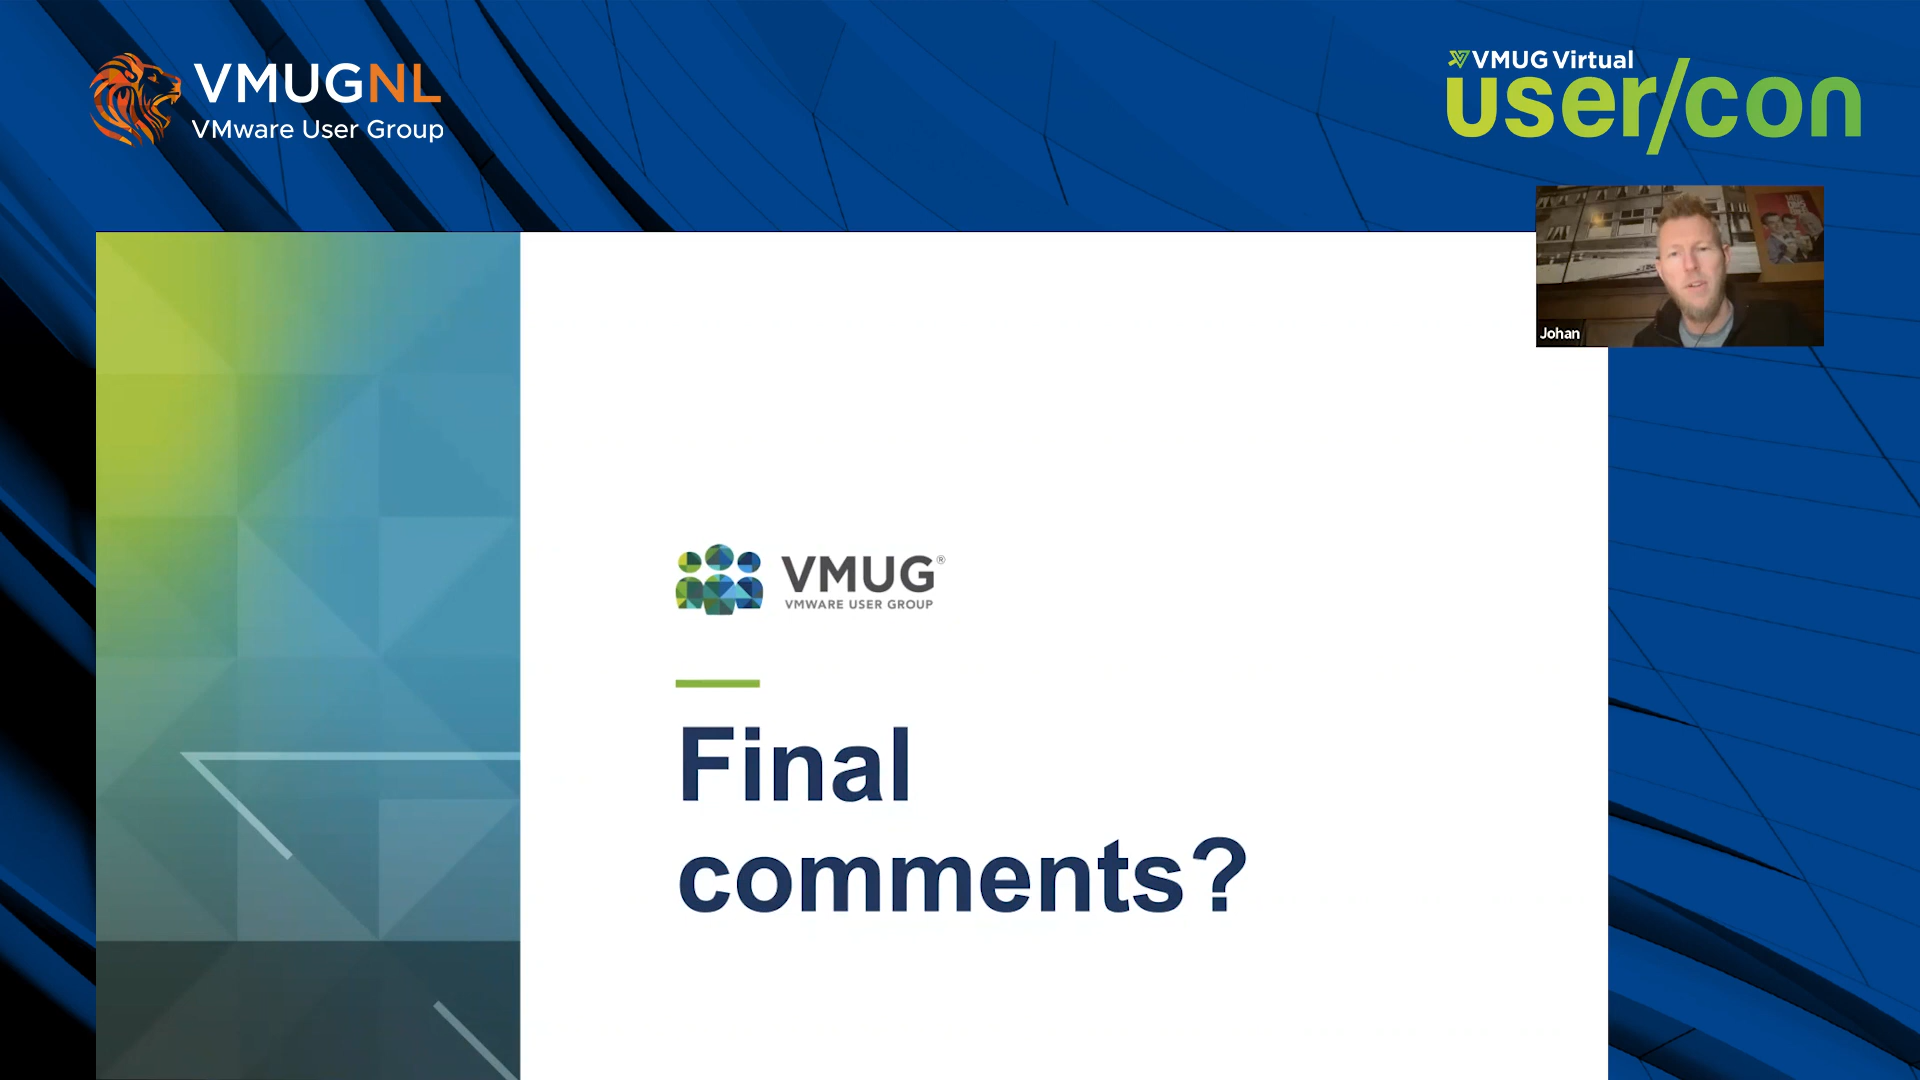 VMUGNL
VMware User Group
VMUG Virtual
user/con
Johan
VMUG®
VMWARE USER GROUP
Final
comments?